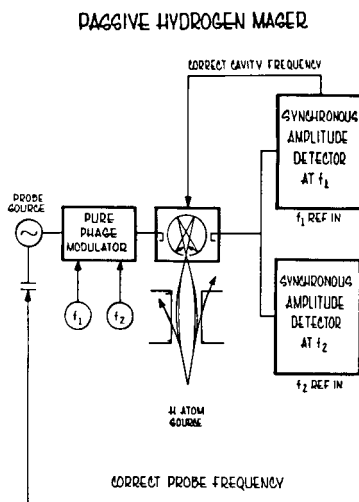 PASSIVE HYDROGEN MASER
CORRECT CAVITY FREQUENCY
SYNCHRONOUS
AMPLITUDE
DETECTOR
AT f1
f1 REF IN
PROBE
SOURCE
PURE
PHASE
MODULATOR
f1
f2
SYNCHRONOUS
AMPLITUDE
DETECTOR
AT f2
f2 REF IN
H ATOM
SOURCE
CORRECT PROBE FREQUENCY